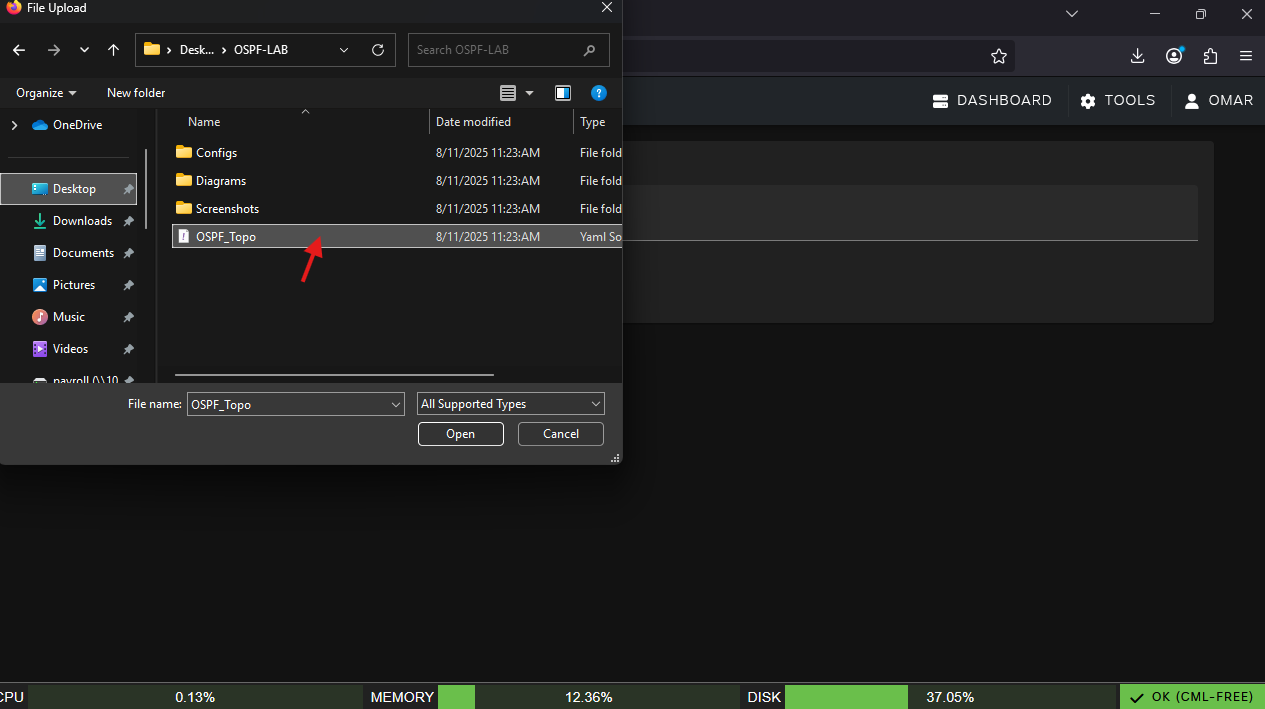 File Upload
Desk... OSPF-LAB
Search OSPF-LAB
Organize New folder
DASHBOARD TOOLS OMAR
OneDrive
Name Date modified Type
Configs 8/11/2025 11:23:AM File fold
Diagrams 8/11/2025 11:23:AM File fold
Desktop
Screenshots 8/11/2025 11:23:AM File fold
Downloads
OSPF_Topo 8/11/2025 11:23:AM Yaml So
Documents
Pictures
Music
Videos
payroll (\\10
File name: OSPF_Topo All Supported Types
Open Cancel
CPU 0.13% MEMORY 12.36% DISK 37.05% OK (CML-FREE)